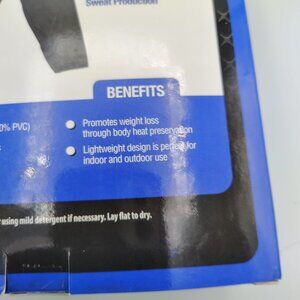 Sweat Production
BENEFITS
0% PVC)
Promotes weight loss
through body heat preservation
Lightweight design is perfect for
indoor and outdoor use
using mild detergent if necessary. Lay flat to dry.